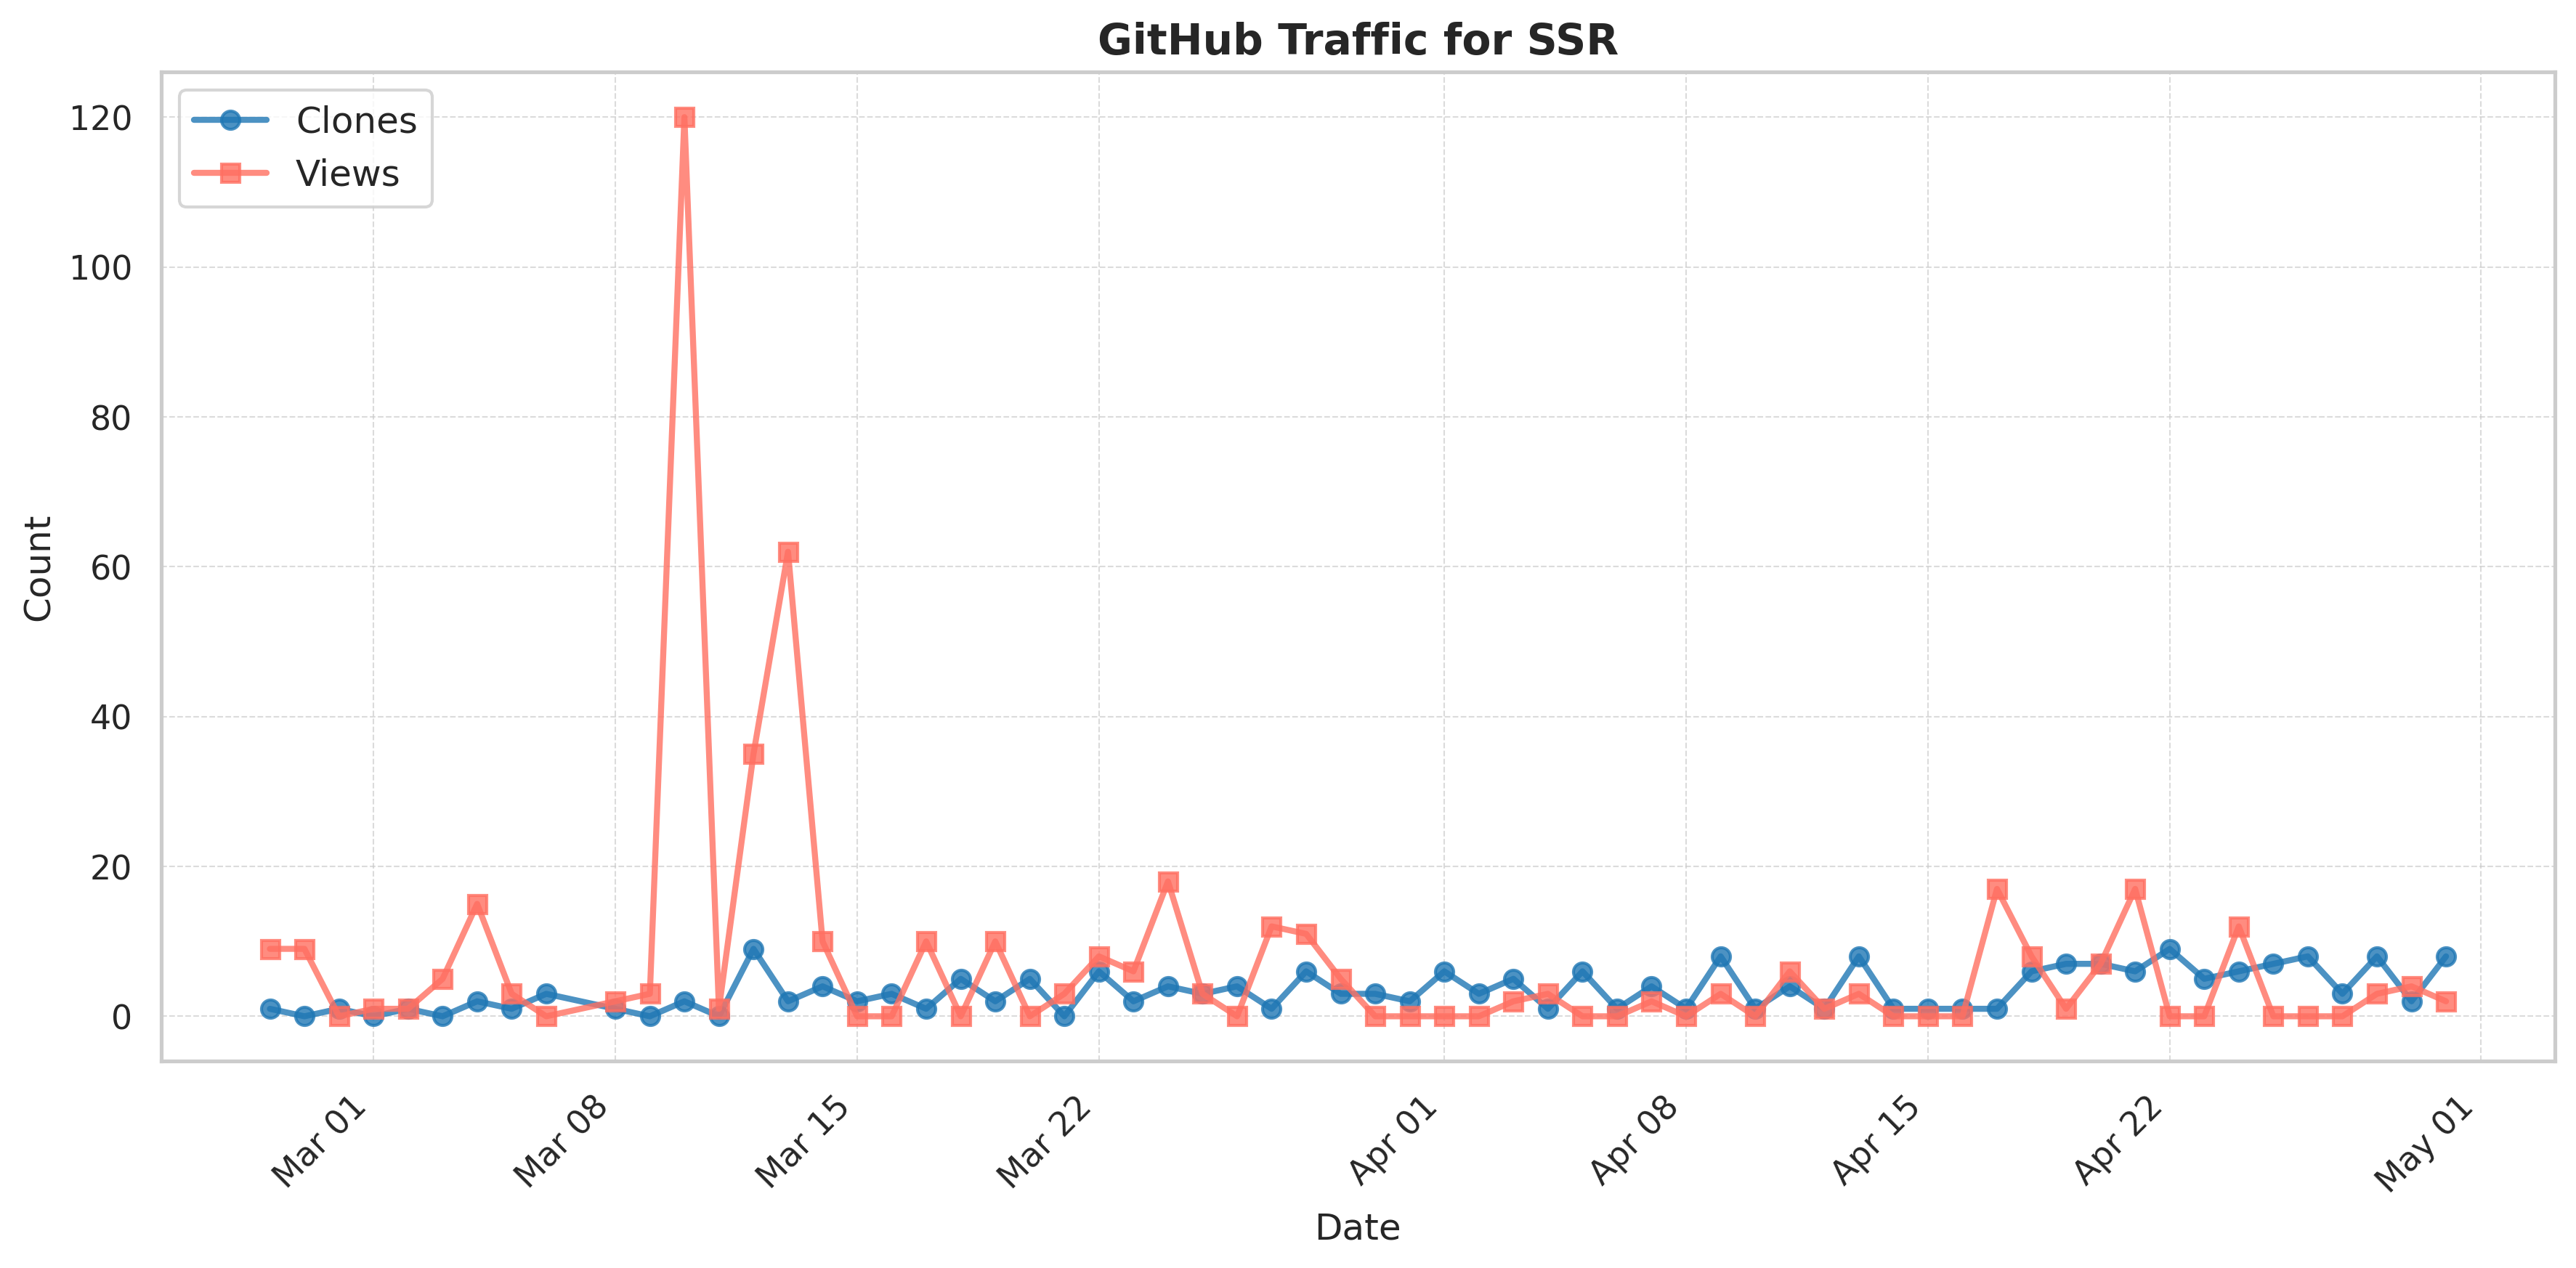 GitHub Traffic for SSR
Clones
Views
120
100
80
60
40
20
0
Count
Mar 01
Mar 08
Mar 15
Mar 22
Apr 01
Apr 08
Apr 15
Apr 22
May 01
Date